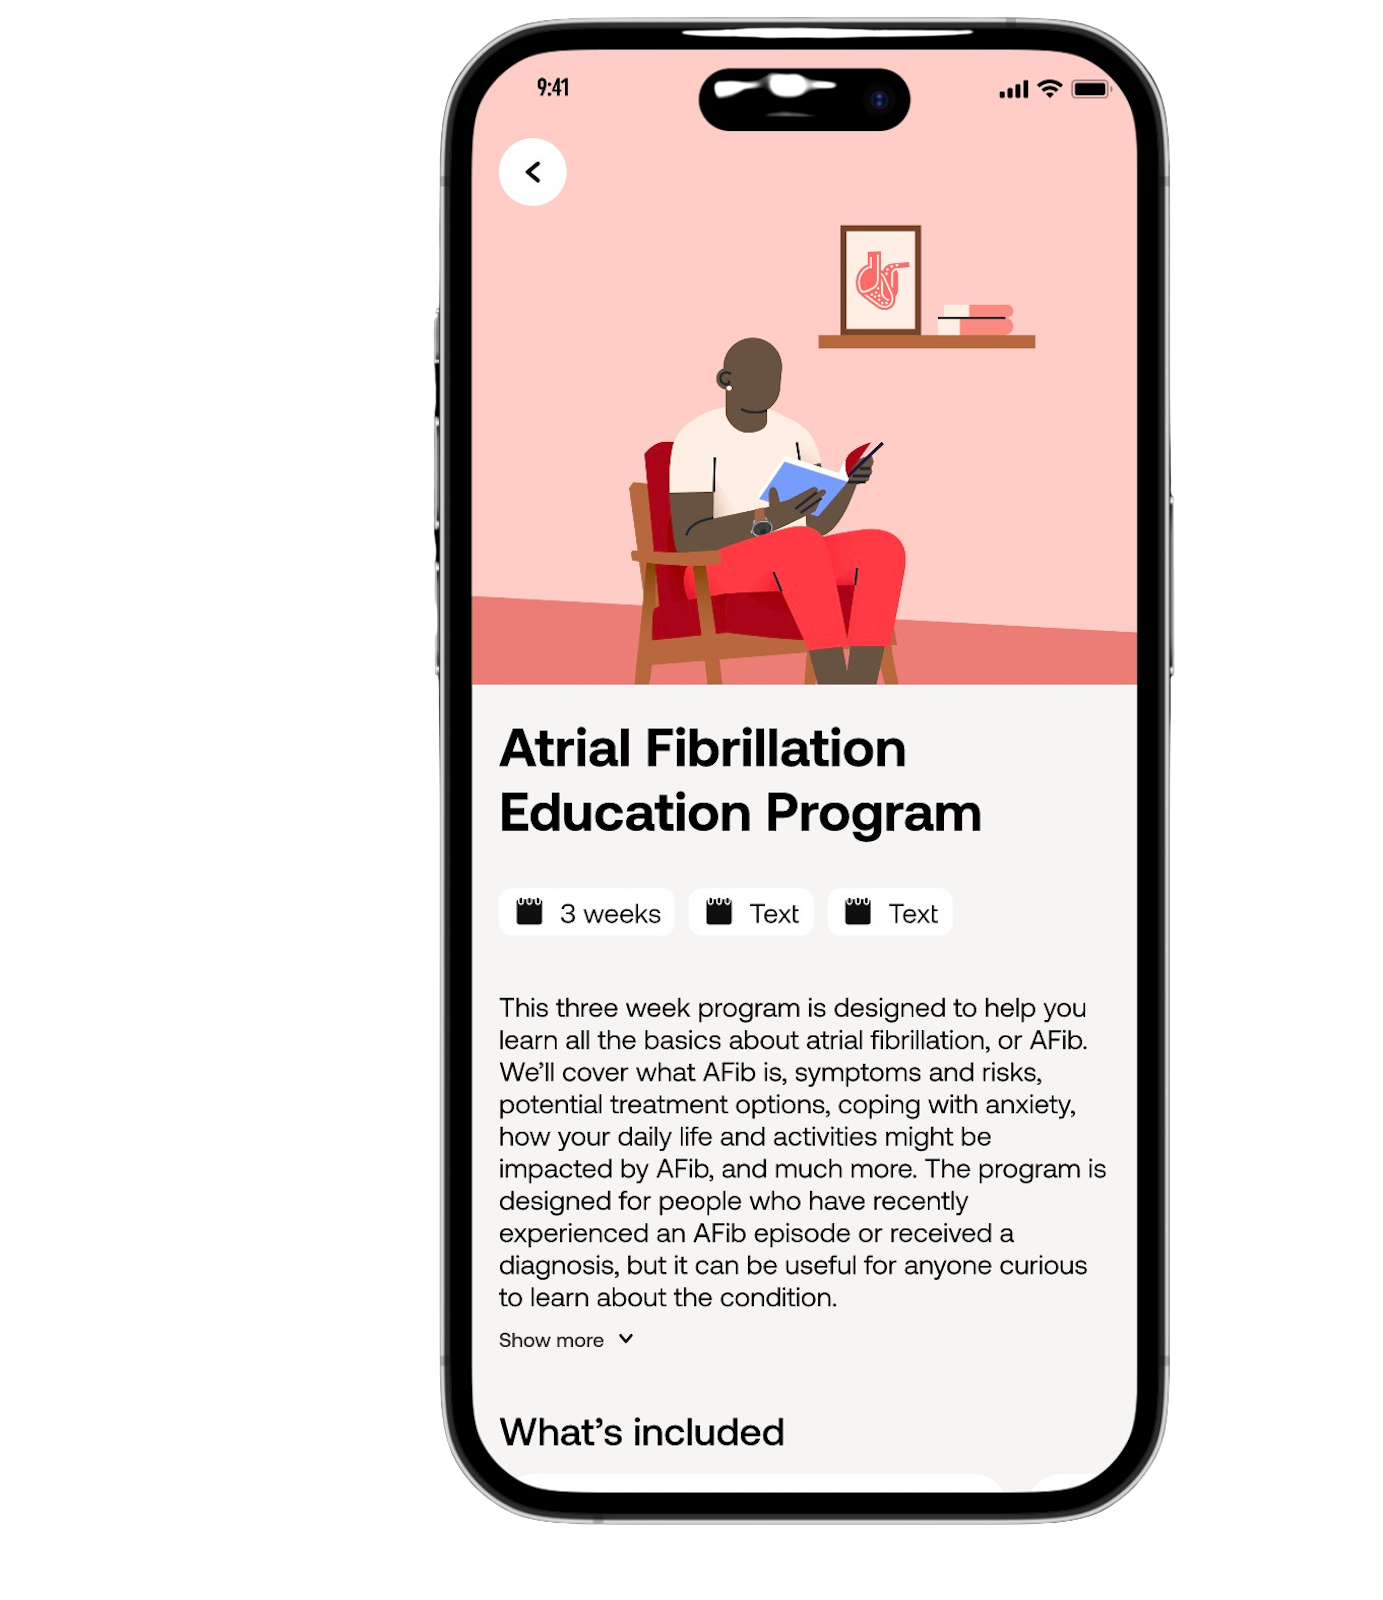 9:41
Atrial Fibrillation
Education Program
3 weeks
Text
Text
This three week program is designed to help you
learn all the basics about atrial fibrillation, or AFib.
We’ll cover what AFib is, symptoms and risks,
potential treatment options, coping with anxiety,
how your daily life and activities might be
impacted by AFib, and much more. The program is
designed for people who have recently
experienced an AFib episode or received a
diagnosis, but it can be useful for anyone curious
to learn about the condition.
Show more
What’s included